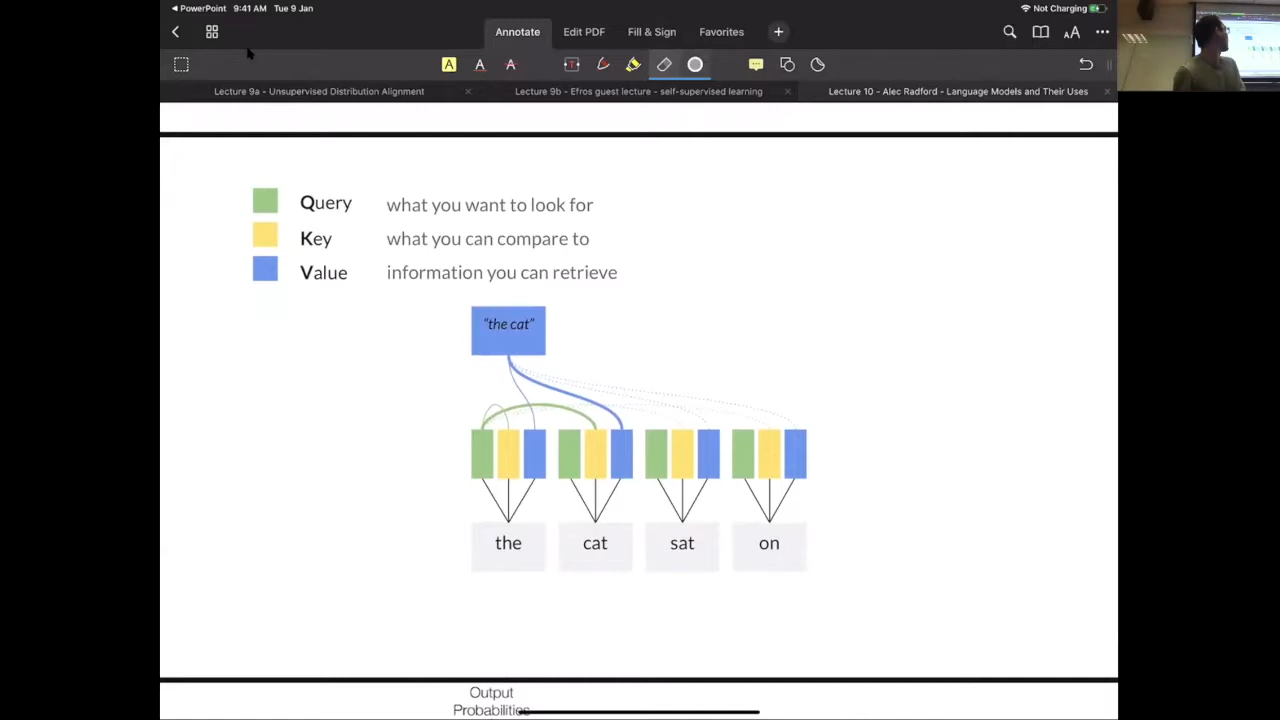 PowerPoint 9:41 AM Tue 9 Jan Not Charging
Annotate Edit PDF Fill & Sign Favorites
Lecture 9a - Unsupervised Distribution Alignment Lecture 9b - Efros guest lecture - self-supervised learning Lecture 10 - Alec Radford - Language Models and Their Uses
Query what you want to look for
Key what you can compare to
Value information you can retrieve
"the cat"
the cat sat on
Output
Probabilities